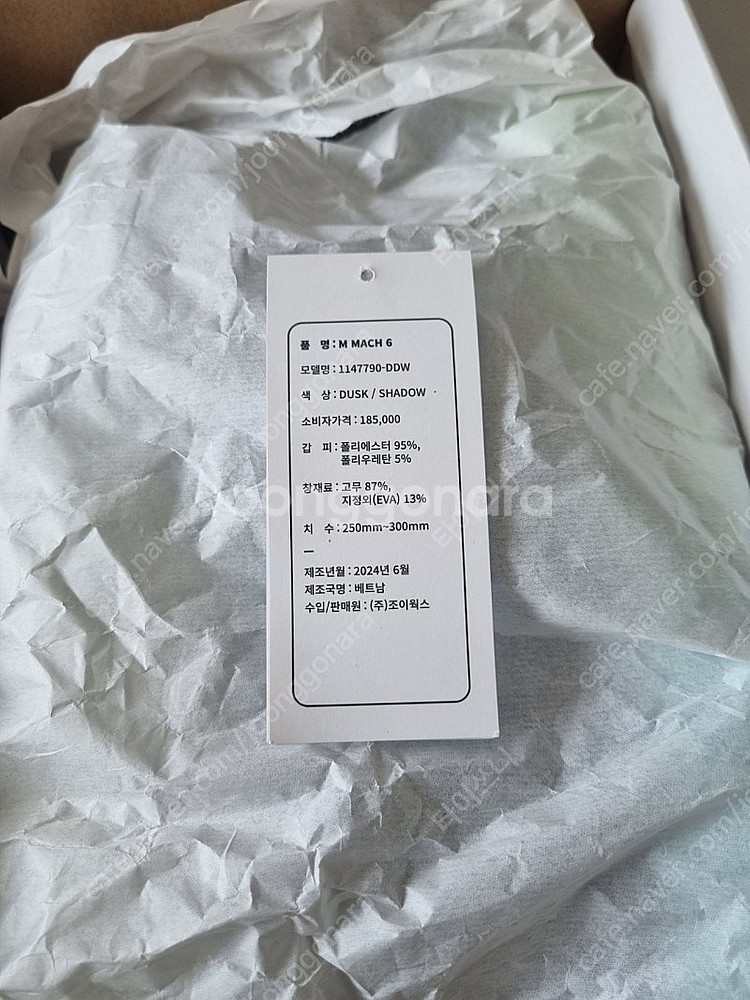 품 명 : M MACH 6
모델명 : 1147790-DDW
색 상 : DUSK / SHADOW
소비자가격 : 185,000
갑 피 : 폴리에스터 95%,
폴리우레탄 5%
창재료 : 고무 87%,
지정외(EVA) 13%
joonggonara
치 수 : 250mm~300mm
제조년월 : 2024년 6월
제조국명 : 베트남
수입/판매원 : (주)조이웍스